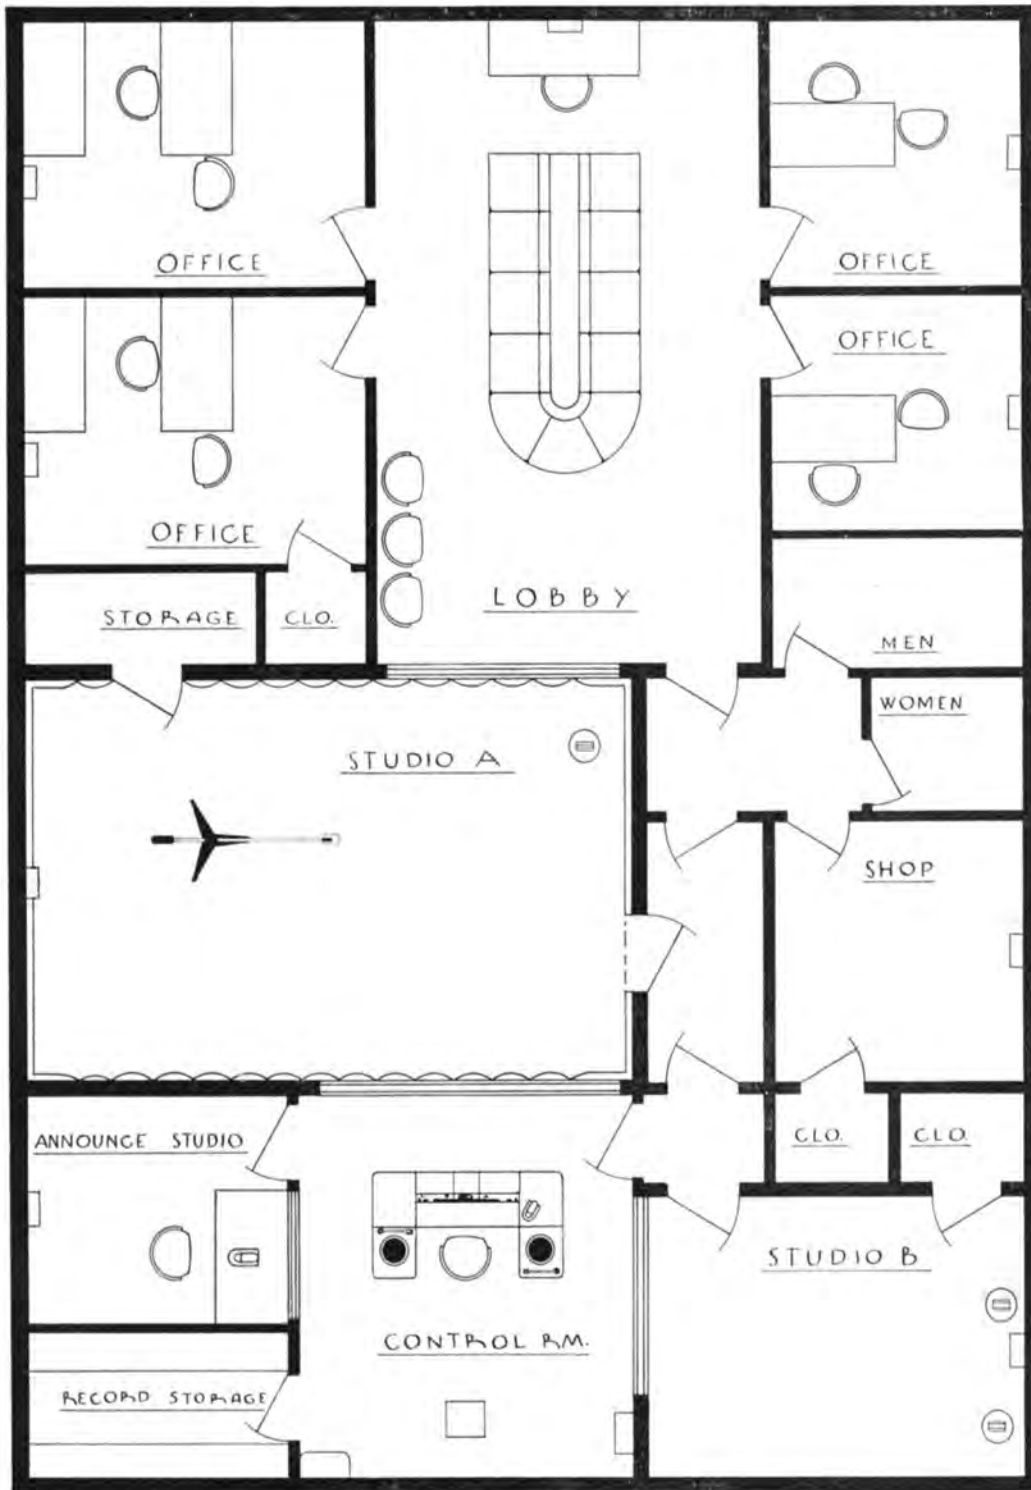 OFFICE
OFFICE
OFFICE
OFFICE
STORAGE
CLO.
LOBBY
MEN
WOMEN
STUDIO A
SHOP
ANNOUNCE STUDIO
CLO.
CLO.
STUDIO B
CONTROL RM.
RECORD STORAGE